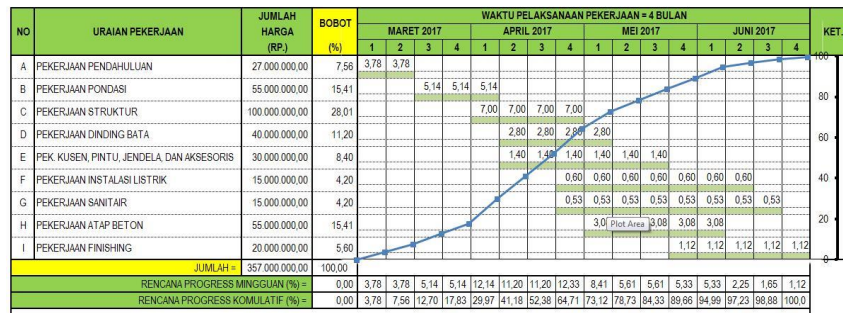 NO URAIAN PEKERJAAN JUMLAH HARGA (RP.) BOBOT (%) WAKTU PELAKSANAAN PEKERJAAN = 4 BULAN KET.
MARET 2017 APRIL 2017 MEI 2017 JUNI 2017
1 2 3 4 1 2 3 4 1 2 3 4 1 2 3 4
100
A PEKERJAAN PENDAHULUAN 27.000.000,00 7,56 3,78 3,78
B PEKERJAAN PONDASI 55.000.000,00 15,41 5,14 5,14 5,14
80
C PEKERJAAN STRUKTUR 100.000.000,00 28,01 7,00 7,00 7,00 7,00
D PEKERJAAN DINDING BATA 40.000.000,00 11,20 2,80 2,80 2,80 2,80
60
E PEK. KUSEN, PINTU, JENDELA, DAN AKSESORIS 30.000.000,00 8,40 1,40 1,40 1,40 1,40 1,40 1,40
F PEKERJAAN INSTALASI LISTRIK 15.000.000,00 4,20 0,60 0,60 0,60 0,60 0,60 0,60 0,60
40
G PEKERJAAN SANITAIR 15.000.000,00 4,20 0,53 0,53 0,53 0,53 0,53 0,53 0,53 0,53
H PEKERJAAN ATAP BETON 55.000.000,00 15,41 3,0 Plot Area 3,08 3,08 3,08
20
I PEKERJAAN FINISHING 20.000.000,00 5,60 1,12 1,12 1,12 1,12 1,12
0
JUMLAH = 357.000.000,00 100,00
RENCANA PROGRESS MINGGUAN (%) = 0,00 3,78 3,78 5,14 5,14 12,14 11,20 11,20 12,33 8,41 5,61 5,61 5,33 5,33 2,25 1,65 1,12
RENCANA PROGRESS KOMULATIF (%) = 0,00 3,78 7,56 12,70 17,83 29,97 41,18 52,38 64,71 73,12 78,73 84,33 89,66 94,99 97,23 98,88 100,0